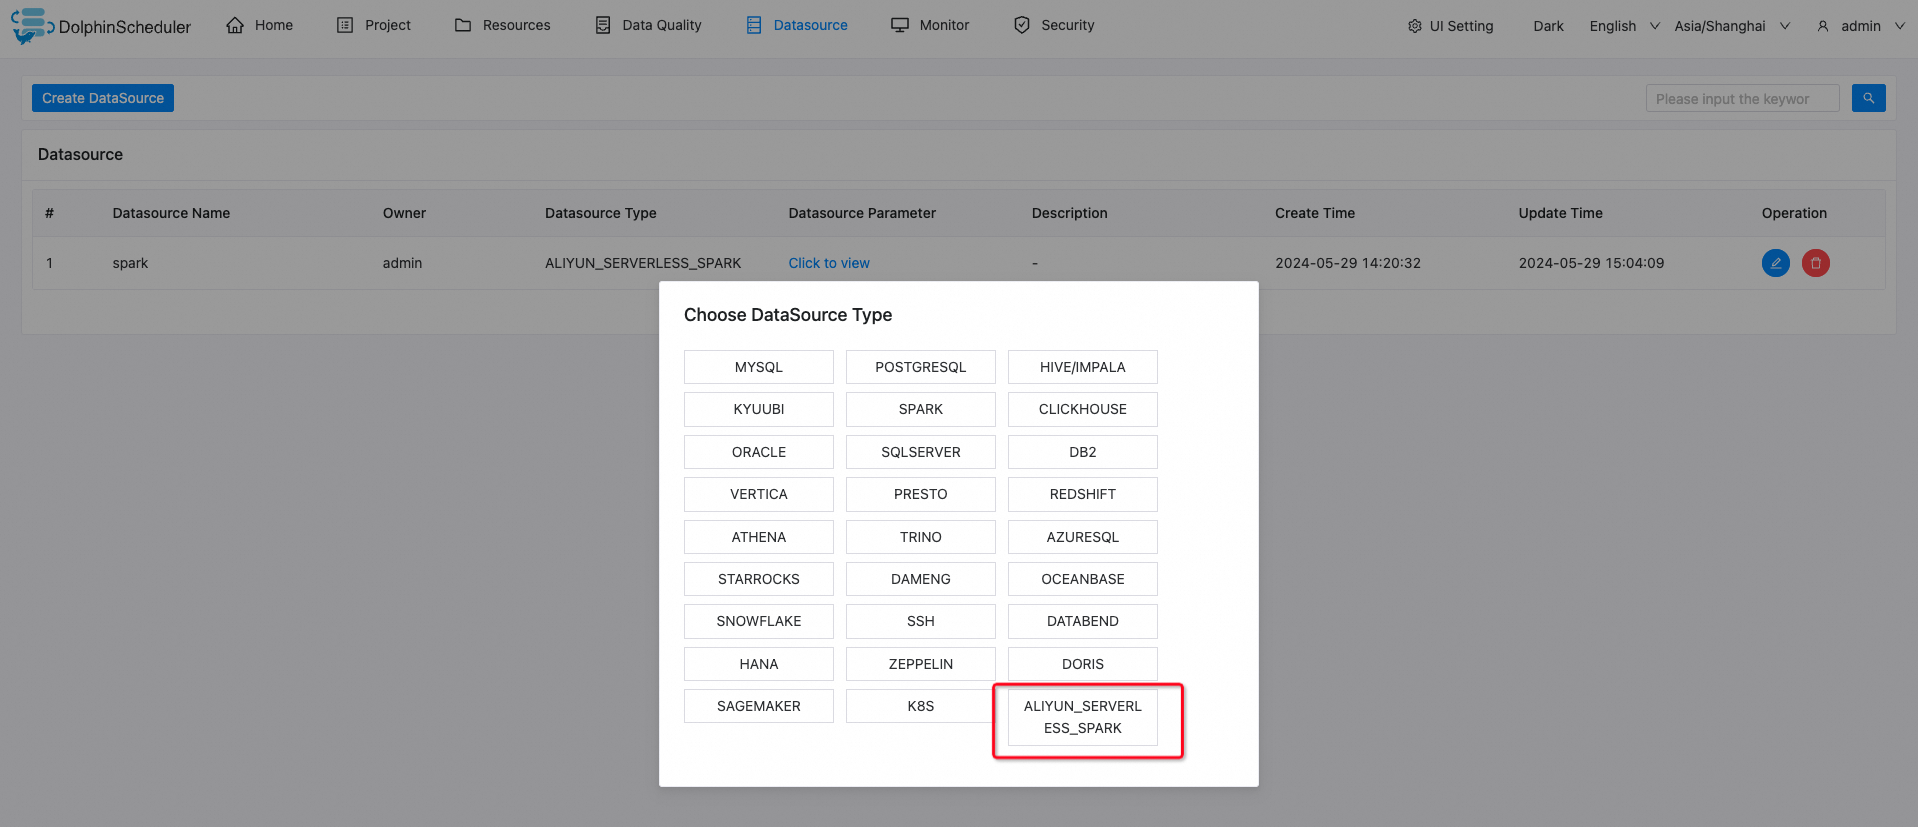 DolphinScheduler
Home
Project
Resources
Data Quality
Datasource
Monitor
Security
UI Setting
Dark
English
Asia/Shanghai
admin
Create DataSource
Please input the keywor
Datasource
# Datasource Name Owner Datasource Type Datasource Parameter Description Create Time Update Time Operation
1 spark admin ALIYUN_SERVERLESS_SPARK Click to view - 2024-05-29 14:20:32 2024-05-29 15:04:09
Choose DataSource Type
MYSQL POSTGRESQL HIVE/IMPALA
KYUUBI SPARK CLICKHOUSE
ORACLE SQLSERVER DB2
VERTICA PRESTO REDSHIFT
ATHENA TRINO AZURESQL
STARROCKS DAMENG OCEANBASE
SNOWFLAKE SSH DATABEND
HANA ZEPPELIN DORIS
SAGEMAKER K8S ALIYUN_SERVERL
ESS_SPARK